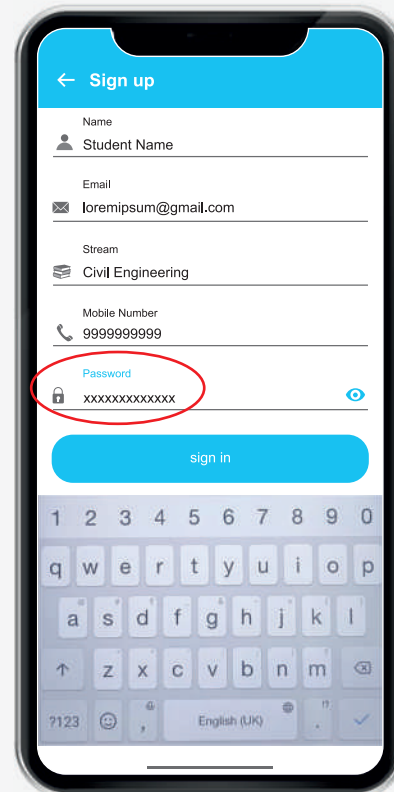 Sign up
Name
Student Name
Email
loremipsum@gmail.com
Stream
Civil Engineering
Mobile Number
9999999999
Password
xxxxxxxxxxxxx
sign in
1 2 3 4 5 6 7 8 9 0
q w e r t y u i o p
a s d f g h j k l
z x c v b n m
?123 , English (UK) .